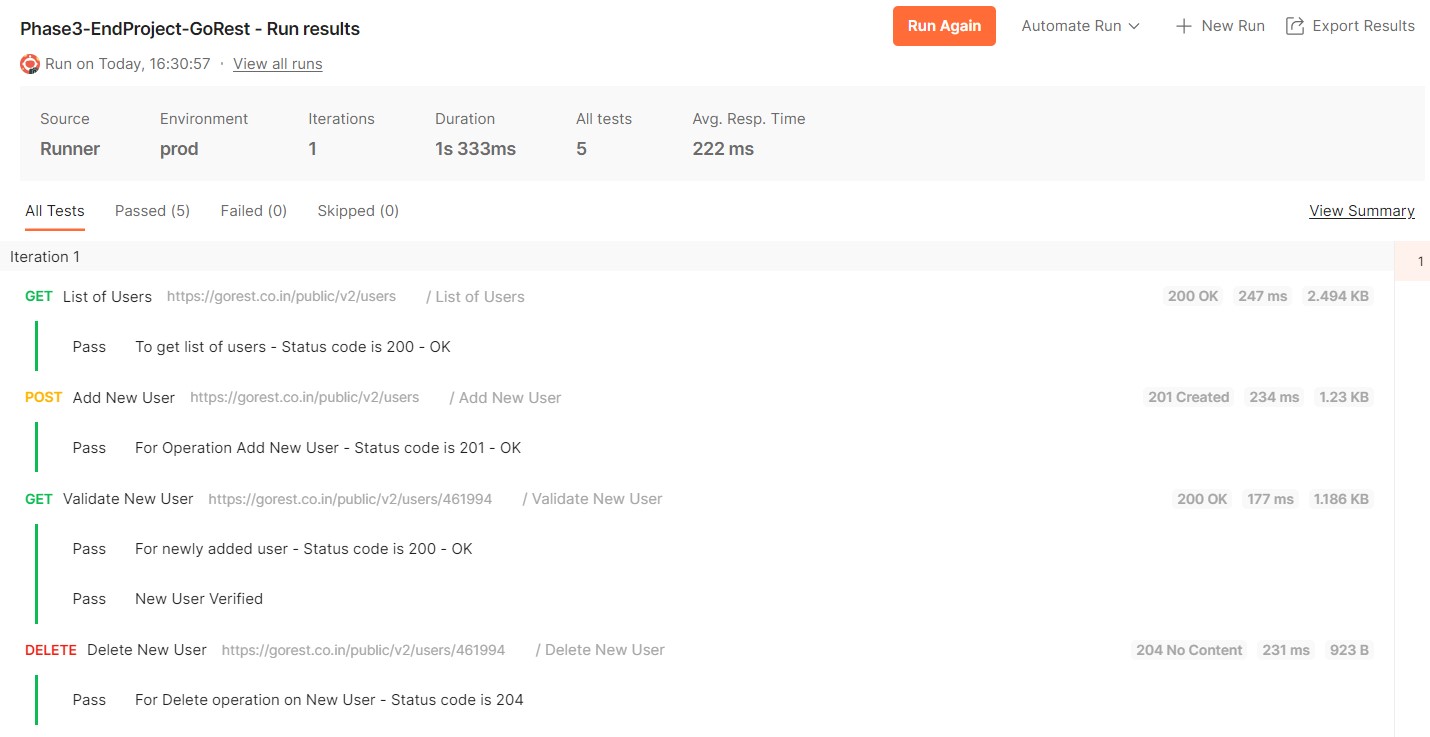 Phase3-EndProject-GoRest - Run results
Run Again
Automate Run
New Run
Export Results
Run on Today, 16:30:57 · View all runs
Source Environment Iterations Duration All tests Avg. Resp. Time
Runner prod 1 1s 333ms 5 222 ms
All Tests Passed (5) Failed (0) Skipped (0) View Summary
Iteration 1
1
GET List of Users https://gorest.co.in/public/v2/users / List of Users 200 OK 247 ms 2.494 KB
Pass To get list of users - Status code is 200 - OK
POST Add New User https://gorest.co.in/public/v2/users / Add New User 201 Created 234 ms 1.23 KB
Pass For Operation Add New User - Status code is 201 - OK
GET Validate New User https://gorest.co.in/public/v2/users/461994 / Validate New User 200 OK 177 ms 1.186 KB
Pass For newly added user - Status code is 200 - OK
Pass New User Verified
DELETE Delete New User https://gorest.co.in/public/v2/users/461994 / Delete New User 204 No Content 231 ms 923 B
Pass For Delete operation on New User - Status code is 204